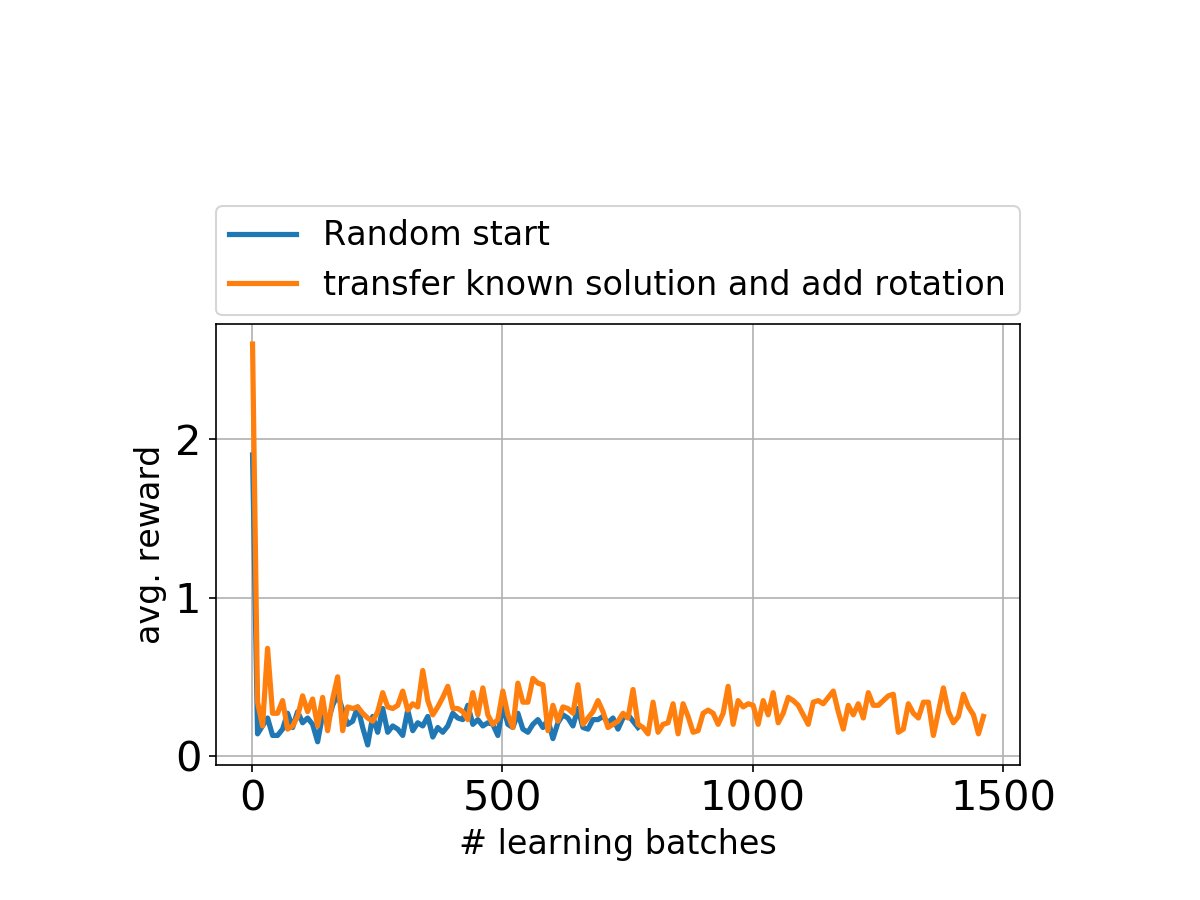 Random start
transfer known solution and add rotation
avg. reward
2
1
0
0 500 1000 1500
# learning batches